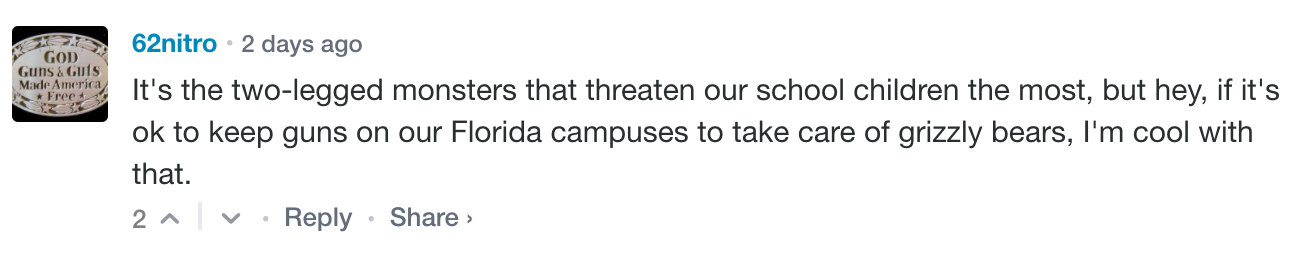 GOD
Guns & Guts
Made America
★ Free ★
62nitro • 2 days ago
It's the two-legged monsters that threaten our school children the most, but hey, if it's
ok to keep guns on our Florida campuses to take care of grizzly bears, I'm cool with
that.
2 • Reply • Share ›